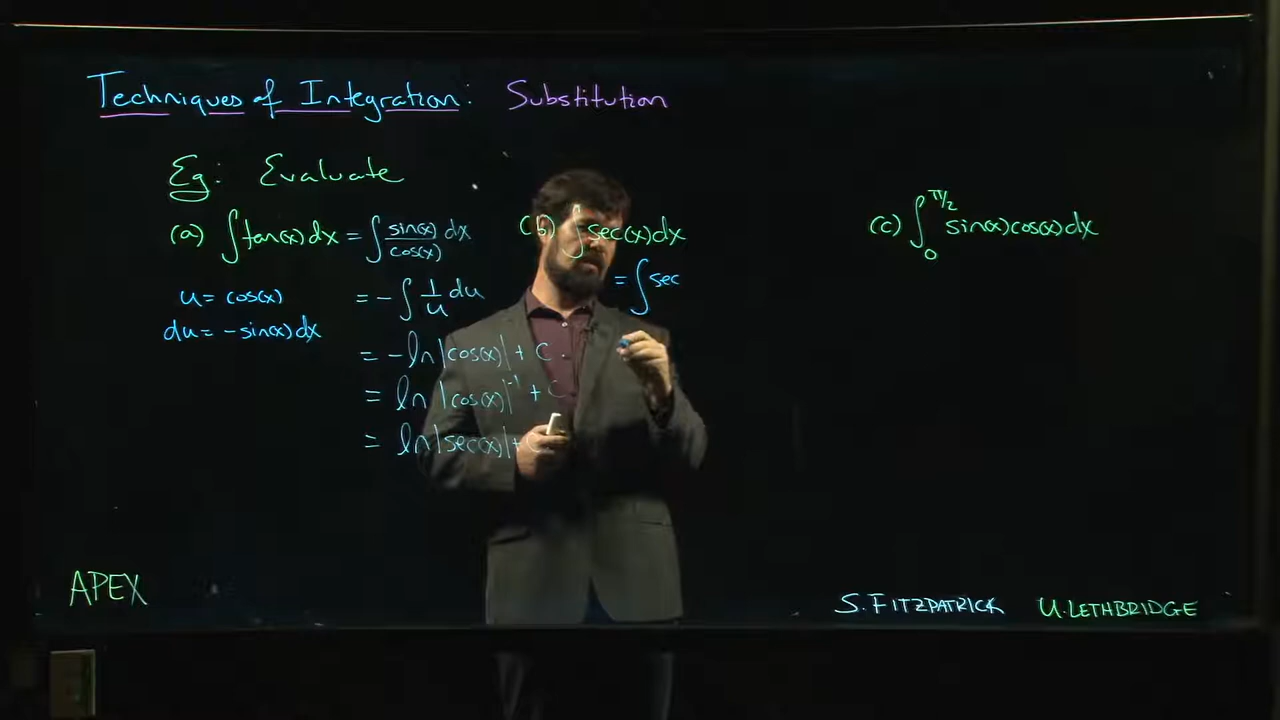 Techniques of Integration: Substitution
Eg: Evaluate
(a) ∫tan(x)dx = ∫ sin(x)/cos(x) dx
u = cos(x)
du = -sin(x)dx
= -∫ 1/u du
= -ln|cos(x)| + C.
= ln|cos(x)|⁻¹ + C
= ln|sec(x)| + C
(b) ∫sec(x)dx
= ∫sec
(c) ∫₀^π/2 sin(x)cos(x)dx
APEX
S. FITZPATRICK U. LETHBRIDGE